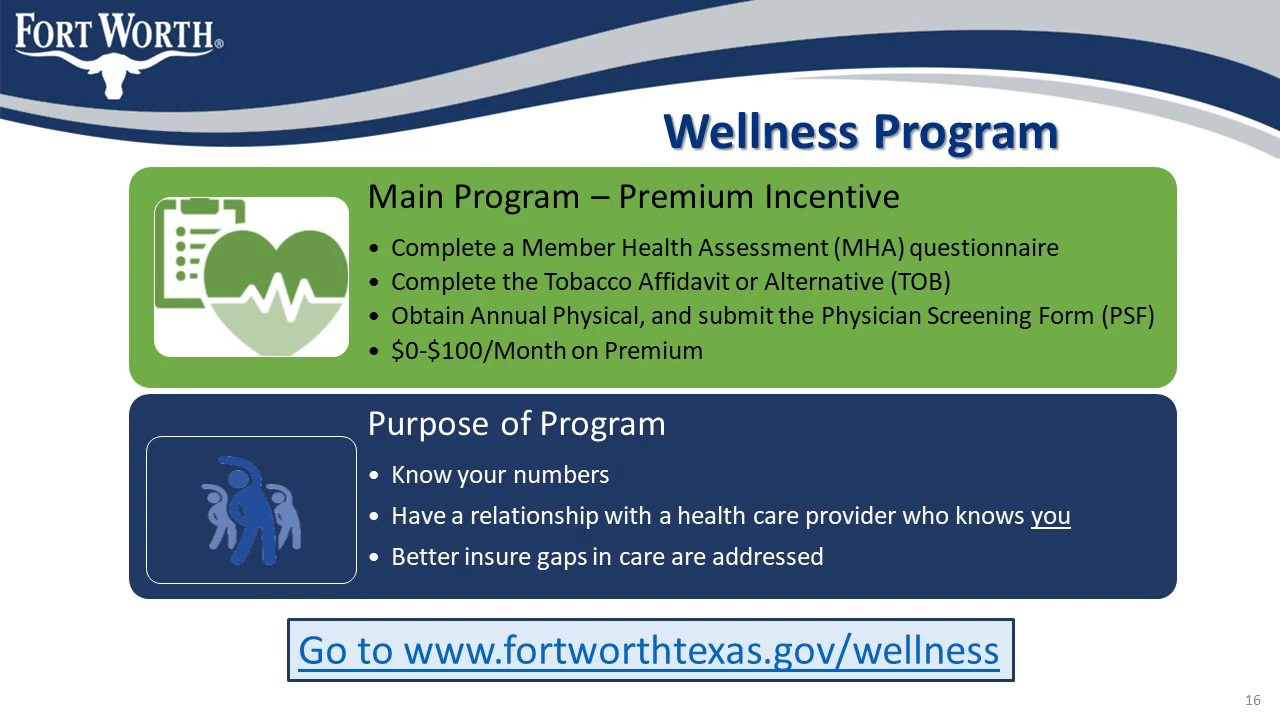 FORT WORTH®
Wellness Program
Main Program – Premium Incentive
• Complete a Member Health Assessment (MHA) questionnaire
• Complete the Tobacco Affidavit or Alternative (TOB)
• Obtain Annual Physical, and submit the Physician Screening Form (PSF)
• $0-$100/Month on Premium
Purpose of Program
• Know your numbers
• Have a relationship with a health care provider who knows you
• Better insure gaps in care are addressed
Go to www.fortworthtexas.gov/wellness
16